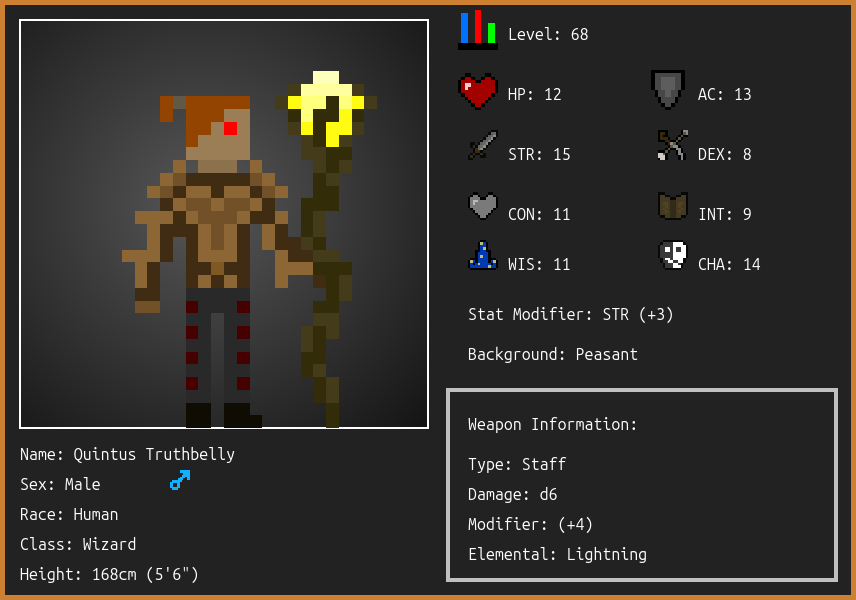 Level: 68
HP: 12
AC: 13
STR: 15
DEX: 8
CON: 11
INT: 9
WIS: 11
CHA: 14
Stat Modifier: STR (+3)
Background: Peasant
Weapon Information:
Type: Staff
Damage: d6
Modifier: (+4)
Elemental: Lightning
Name: Quintus Truthbelly
Sex: Male
Race: Human
Class: Wizard
Height: 168cm (5'6")